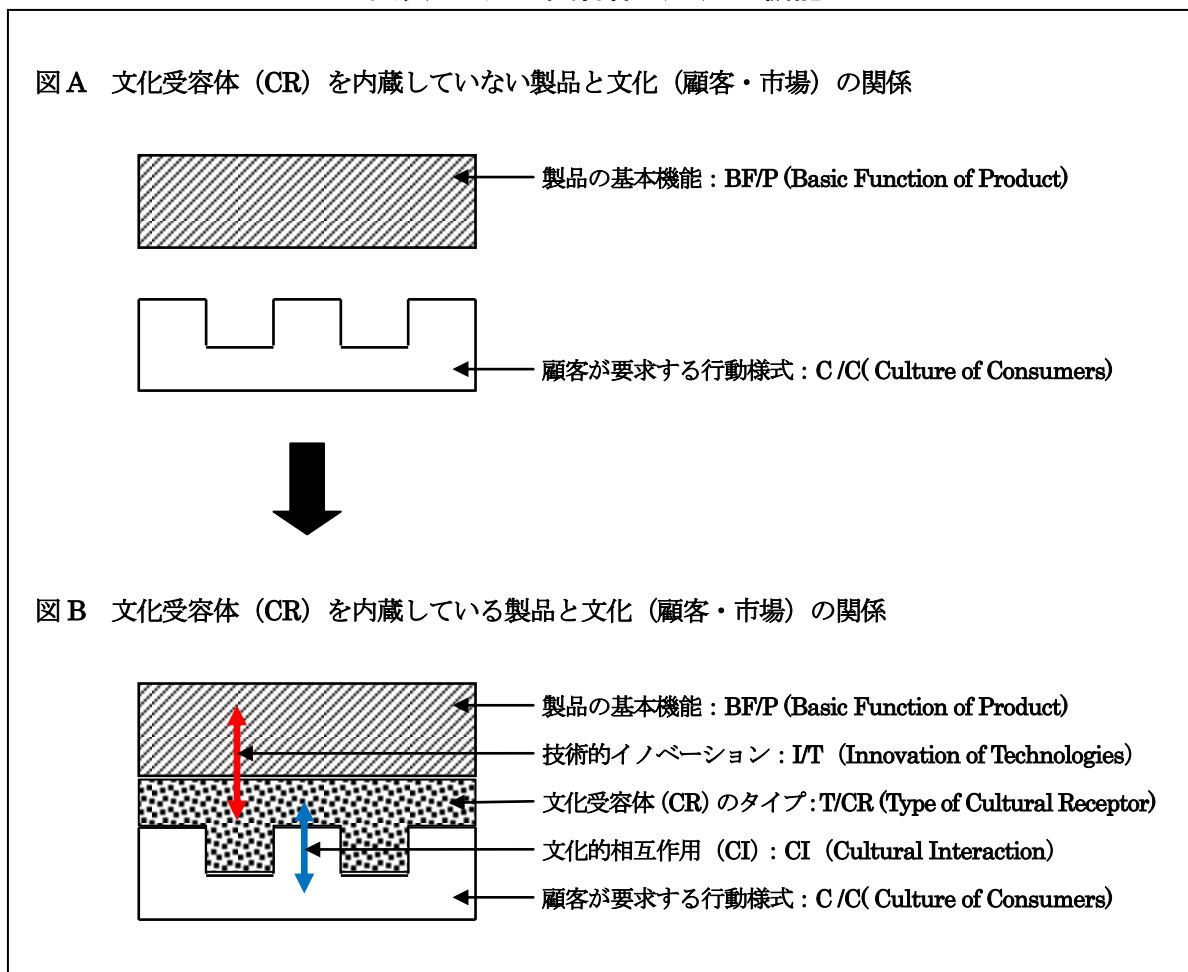 図 A 文化受容体（CR）を内蔵していない製品と文化（顧客・市場）の関係
製品の基本機能：BF/P (Basic Function of Product)
顧客が要求する行動様式：C /C( Culture of Consumers)
図 B 文化受容体（CR）を内蔵している製品と文化（顧客・市場）の関係
製品の基本機能：BF/P (Basic Function of Product)
技術的イノベーション：I/T （Innovation of Technologies）
文化受容体（CR）のタイプ：T/CR (Type of Cultural Receptor)
文化的相互作用（CI）：CI （Cultural Interaction）
顧客が要求する行動様式：C /C( Culture of Consumers)